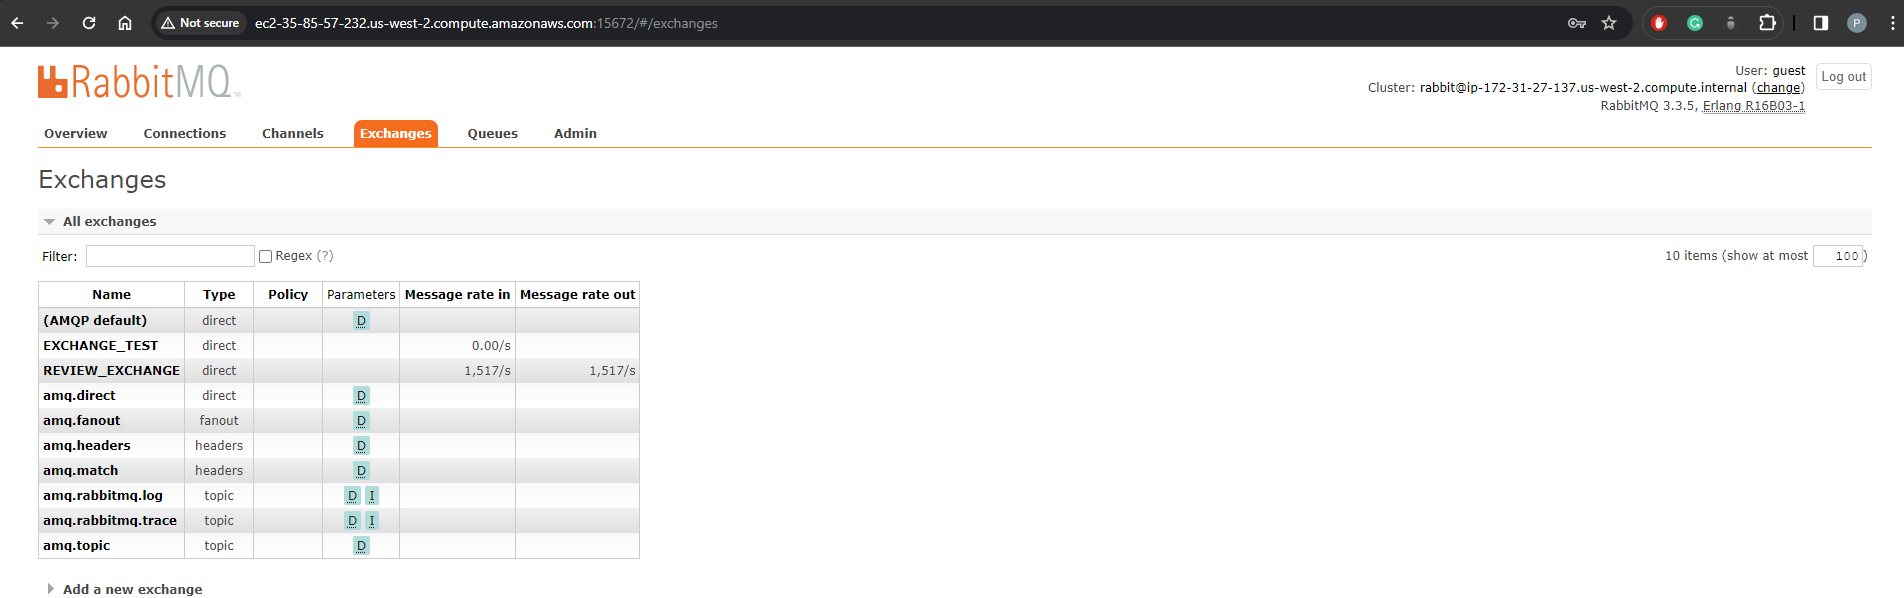 Not secure ec2-35-85-57-232.us-west-2.compute.amazonaws.com:15672/#/exchanges P
RabbitMQ™
User: guest
Log out
Cluster: rabbit@ip-172-31-27-137.us-west-2.compute.internal (change)
RabbitMQ 3.3.5, Erlang R16B03-1
Overview Connections Channels Exchanges Queues Admin
Exchanges
All exchanges
Filter: Regex (?) 10 items (show at most 100)
Name Type Policy Parameters Message rate in Message rate out
(AMQP default) direct D
EXCHANGE_TEST direct 0.00/s
REVIEW_EXCHANGE direct 1,517/s 1,517/s
amq.direct direct D
amq.fanout fanout D
amq.headers headers D
amq.match headers D
amq.rabbitmq.log topic D I
amq.rabbitmq.trace topic D I
amq.topic topic D
Add a new exchange